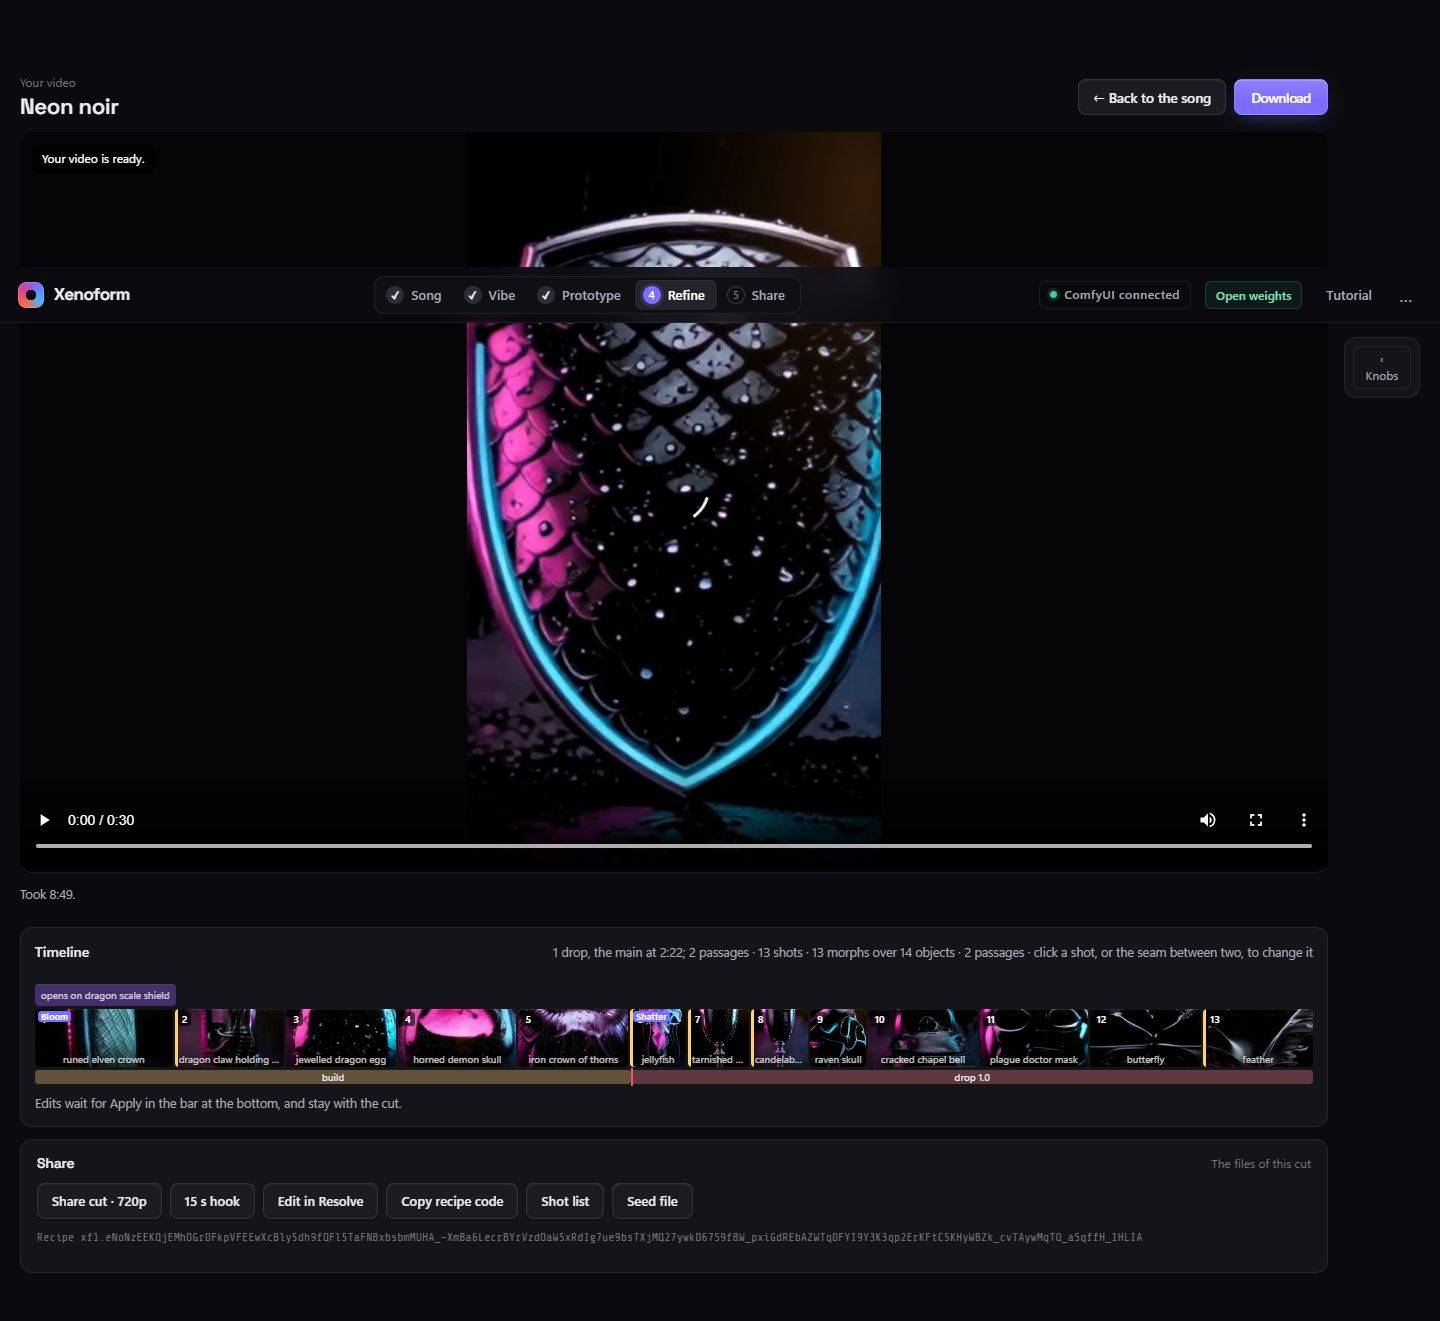 Your video
Neon noir
← Back to the song
Download
Your video is ready.
Xenoform
✓ Song
✓ Vibe
✓ Prototype
4 Refine
5 Share
ComfyUI connected
Open weights
Tutorial
...
‹
Knobs
0:00 / 0:30
Took 8:49.
Timeline
1 drop, the main at 2:22; 2 passages · 13 shots · 13 morphs over 14 objects · 2 passages · click a shot, or the seam between two, to change it
opens on dragon scale shield
Bloom
runed elven crown
2
dragon claw holding ...
3
jewelled dragon egg
4
horned demon skull
5
iron crown of thorns
Shatter
jellyfish
7
tarnished ...
8
candelab...
9
raven skull
10
cracked chapel bell
11
plague doctor mask
12
butterfly
13
feather
build
drop 1.0
Edits wait for Apply in the bar at the bottom, and stay with the cut.
Share
The files of this cut
Share cut · 720p
15 s hook
Edit in Resolve
Copy recipe code
Shot list
Seed file
Recipe